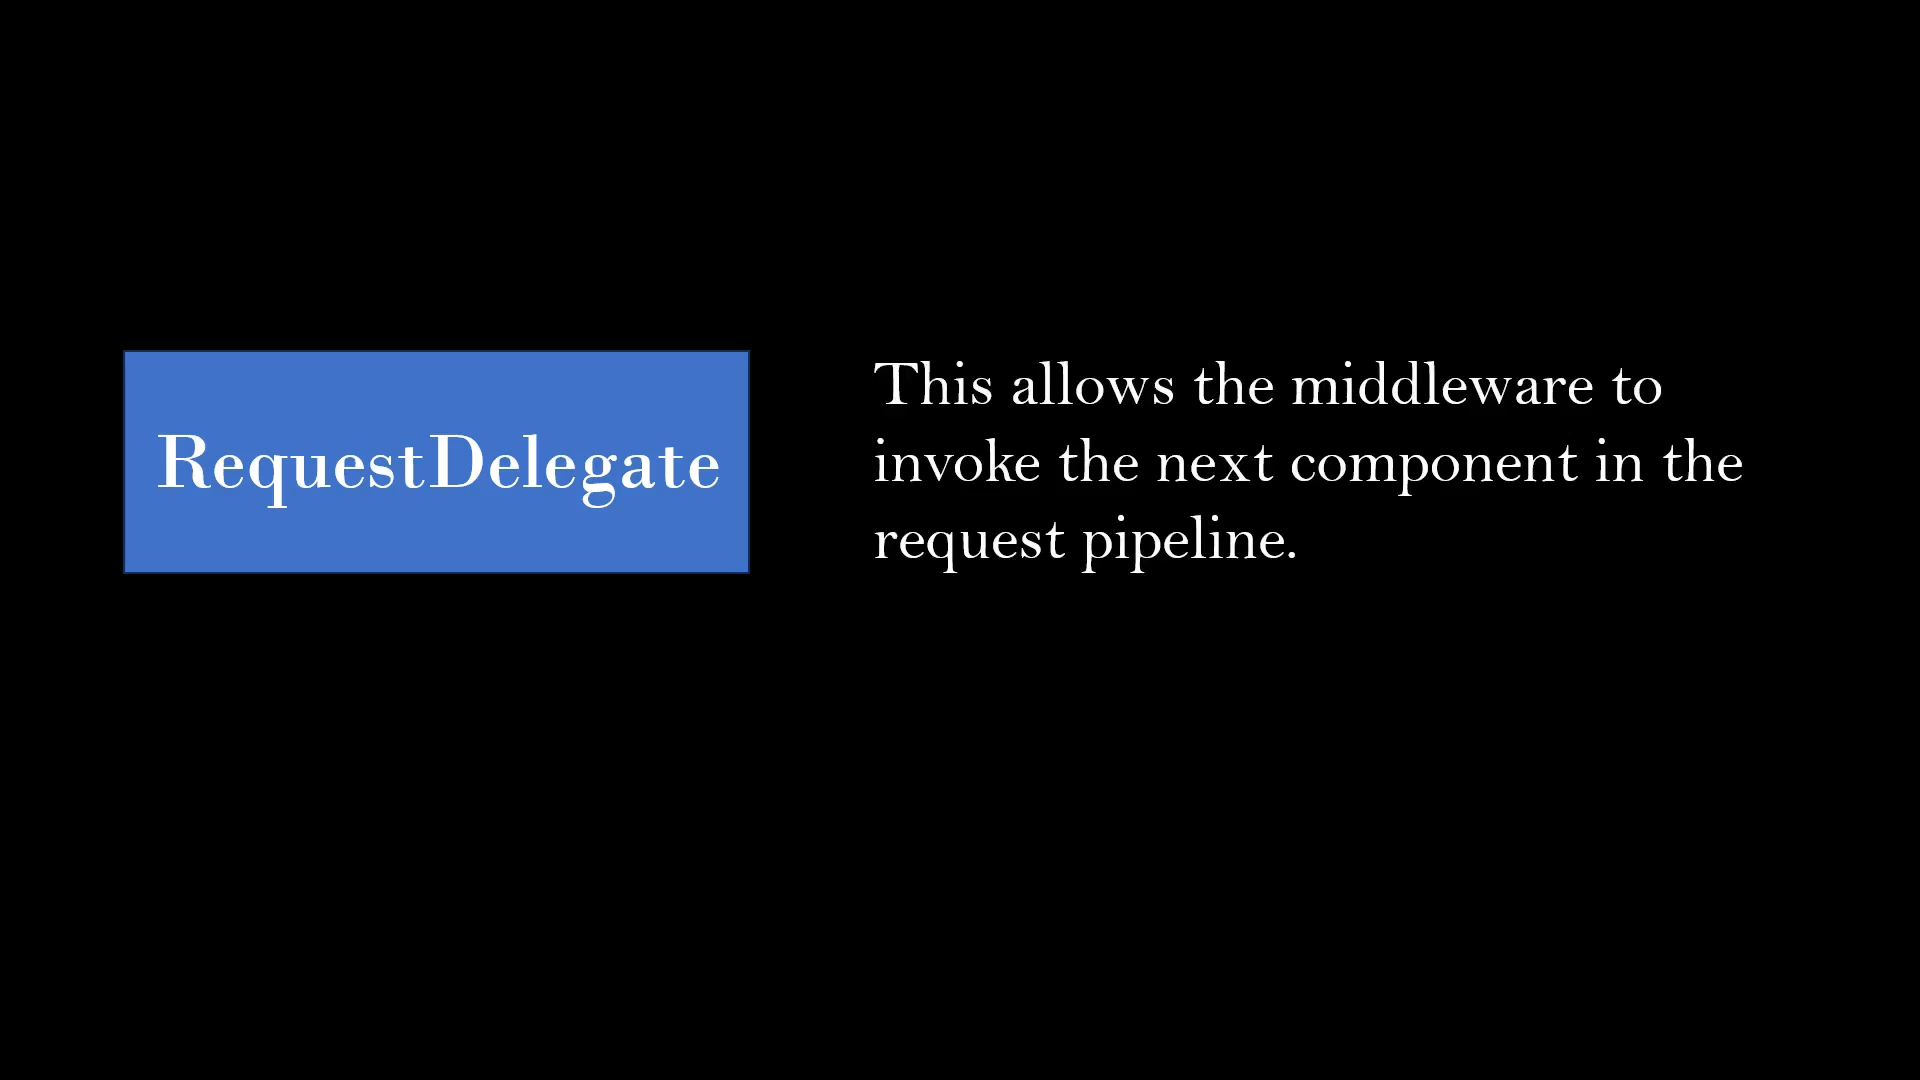 RequestDelegate
This allows the middleware to
invoke the next component in the
request pipeline.